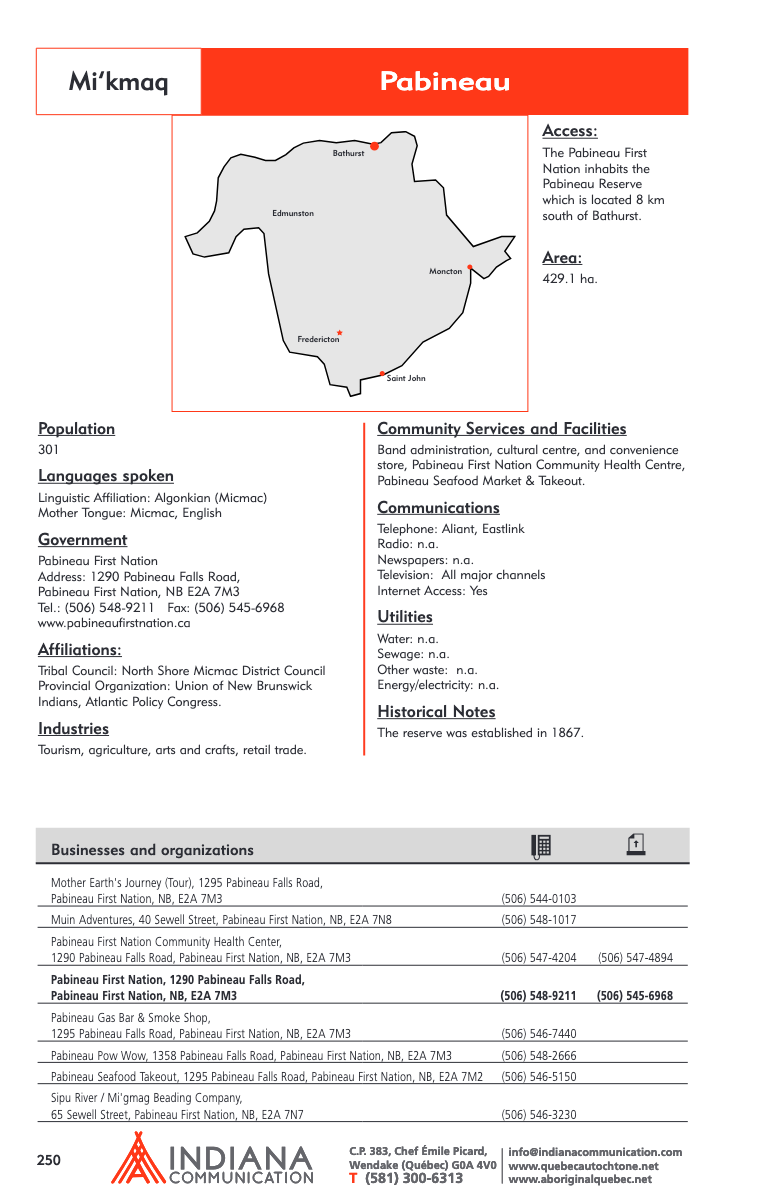 Mi'kmaq
Pabineau
Bathurst
Edmunston
Moncton
Fredericton
Saint John
Access:
The Pabineau First
Nation inhabits the
Pabineau Reserve
which is located 8 km
south of Bathurst.
Area:
429.1 ha.
Population
301
Languages spoken
Linguistic Affiliation: Algonkian (Micmac)
Mother Tongue: Micmac, English
Government
Pabineau First Nation
Address: 1290 Pabineau Falls Road,
Pabineau First Nation, NB E2A 7M3
Tel.: (506) 548-9211 Fax: (506) 545-6968
www.pabineaufirstnation.ca
Affiliations:
Tribal Council: North Shore Micmac District Council
Provincial Organization: Union of New Brunswick
Indians, Atlantic Policy Congress.
Industries
Tourism, agriculture, arts and crafts, retail trade.
Community Services and Facilities
Band administration, cultural centre, and convenience
store, Pabineau First Nation Community Health Centre,
Pabineau Seafood Market & Takeout.
Communications
Telephone: Aliant, Eastlink
Radio: n.a.
Newspapers: n.a.
Television: All major channels
Internet Access: Yes
Utilities
Water: n.a.
Sewage: n.a.
Other waste: n.a.
Energy/electricity: n.a.
Historical Notes
The reserve was established in 1867.
Businesses and organizations
Mother Earth's Journey (Tour), 1295 Pabineau Falls Road,
Pabineau First Nation, NB, E2A 7M3 (506) 544-0103
Muin Adventures, 40 Sewell Street, Pabineau First Nation, NB, E2A 7N8 (506) 548-1017
Pabineau First Nation Community Health Center,
1290 Pabineau Falls Road, Pabineau First Nation, NB, E2A 7M3 (506) 547-4204 (506) 547-4894
Pabineau First Nation, 1290 Pabineau Falls Road,
Pabineau First Nation, NB, E2A 7M3 (506) 548-9211 (506) 545-6968
Pabineau Gas Bar & Smoke Shop,
1295 Pabineau Falls Road, Pabineau First Nation, NB, E2A 7M3 (506) 546-7440
Pabineau Pow Wow, 1358 Pabineau Falls Road, Pabineau First Nation, NB, E2A 7M3 (506) 548-2666
Pabineau Seafood Takeout, 1295 Pabineau Falls Road, Pabineau First Nation, NB, E2A 7M2 (506) 546-5150
Sipu River / Mi'gmag Beading Company,
65 Sewell Street, Pabineau First Nation, NB, E2A 7N7 (506) 546-3230
250
INDIANA
COMMUNICATION
C.P. 383, Chef Émile Picard,
Wendake (Québec) G0A 4V0
T (581) 300-6313
info@indianacommunication.com
www.quebecautochtone.net
www.aboriginalquebec.net